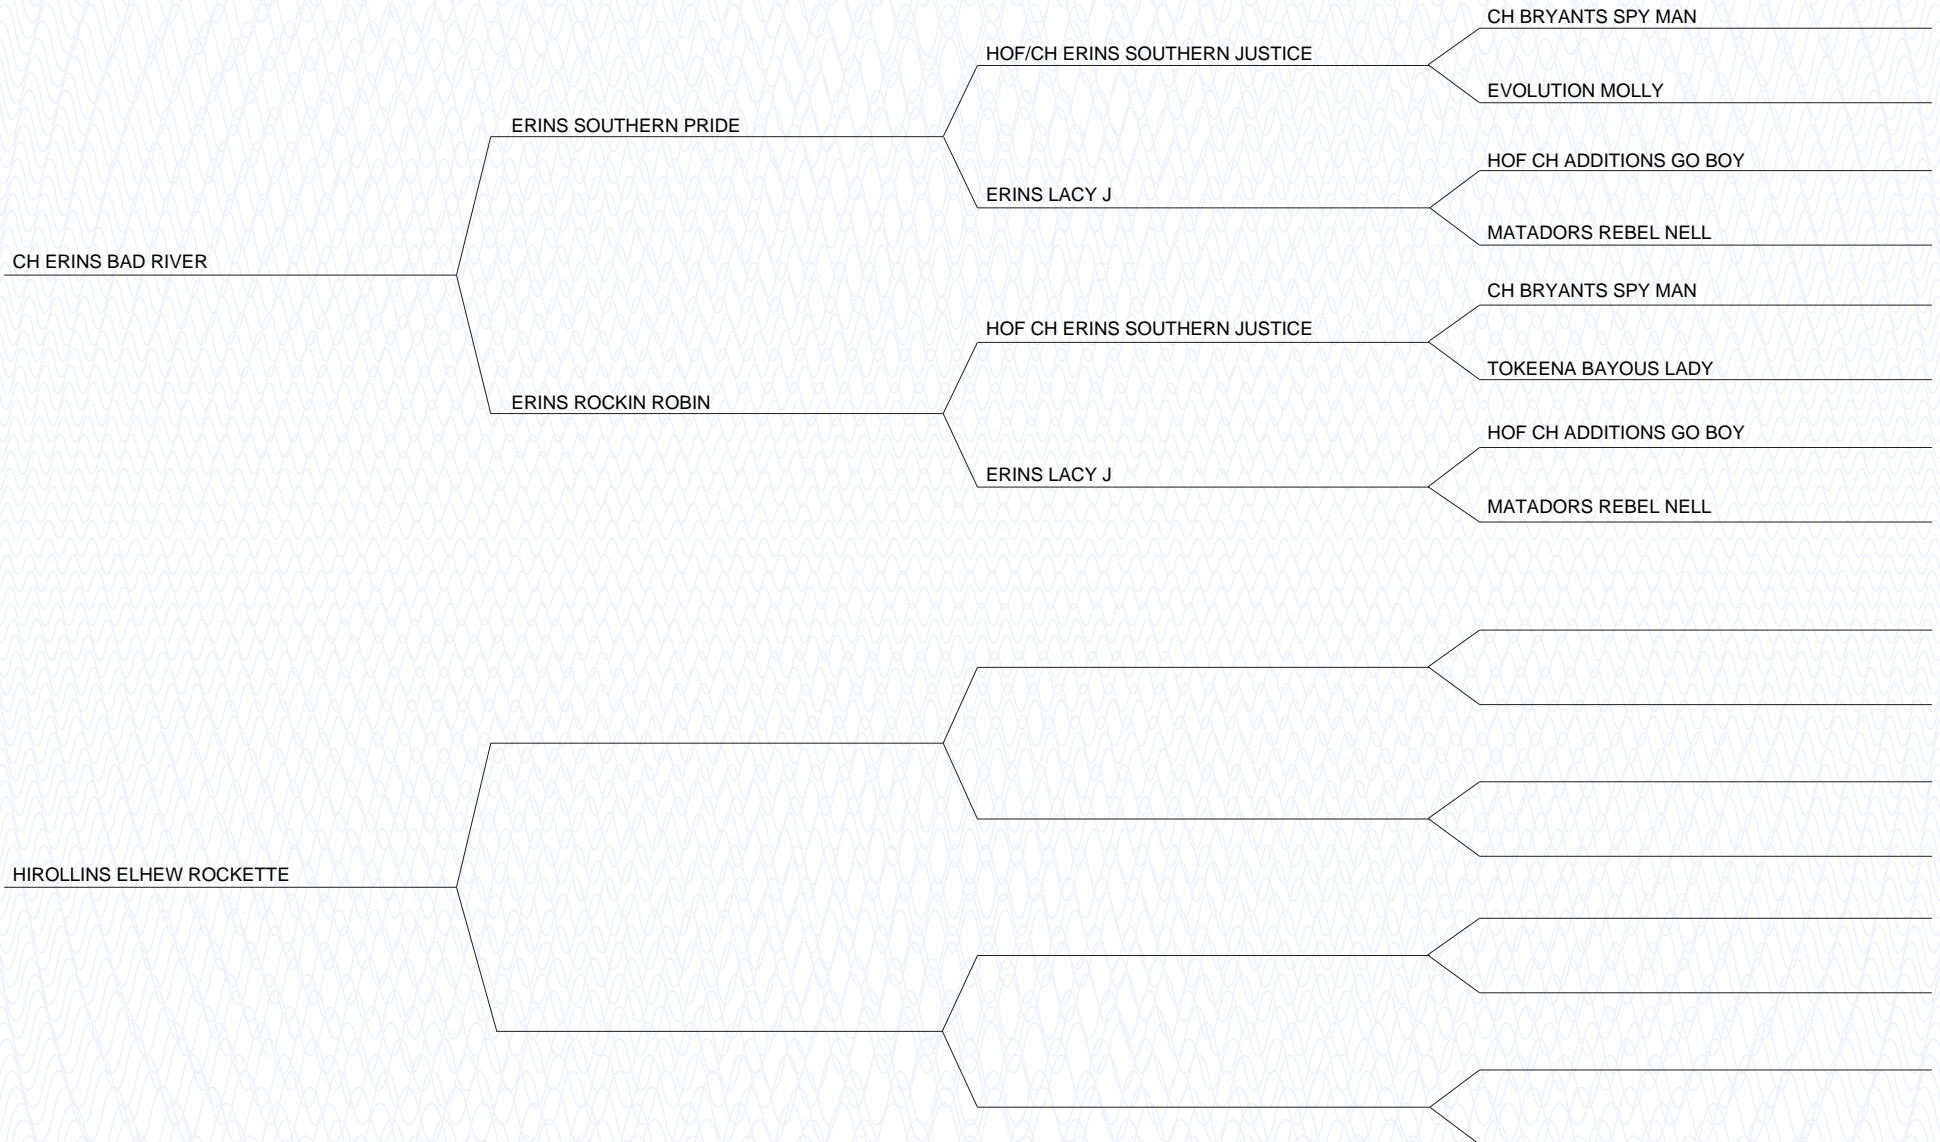 CH BRYANTS SPY MAN
HOF/CH ERINS SOUTHERN JUSTICE
EVOLUTION MOLLY
ERINS SOUTHERN PRIDE
HOF CH ADDITIONS GO BOY
ERINS LACY J
MATADORS REBEL NELL
CH ERINS BAD RIVER
CH BRYANTS SPY MAN
HOF CH ERINS SOUTHERN JUSTICE
TOKEENA BAYOUS LADY
ERINS ROCKIN ROBIN
HOF CH ADDITIONS GO BOY
ERINS LACY J
MATADORS REBEL NELL
HIROLLINS ELHEW ROCKETTE